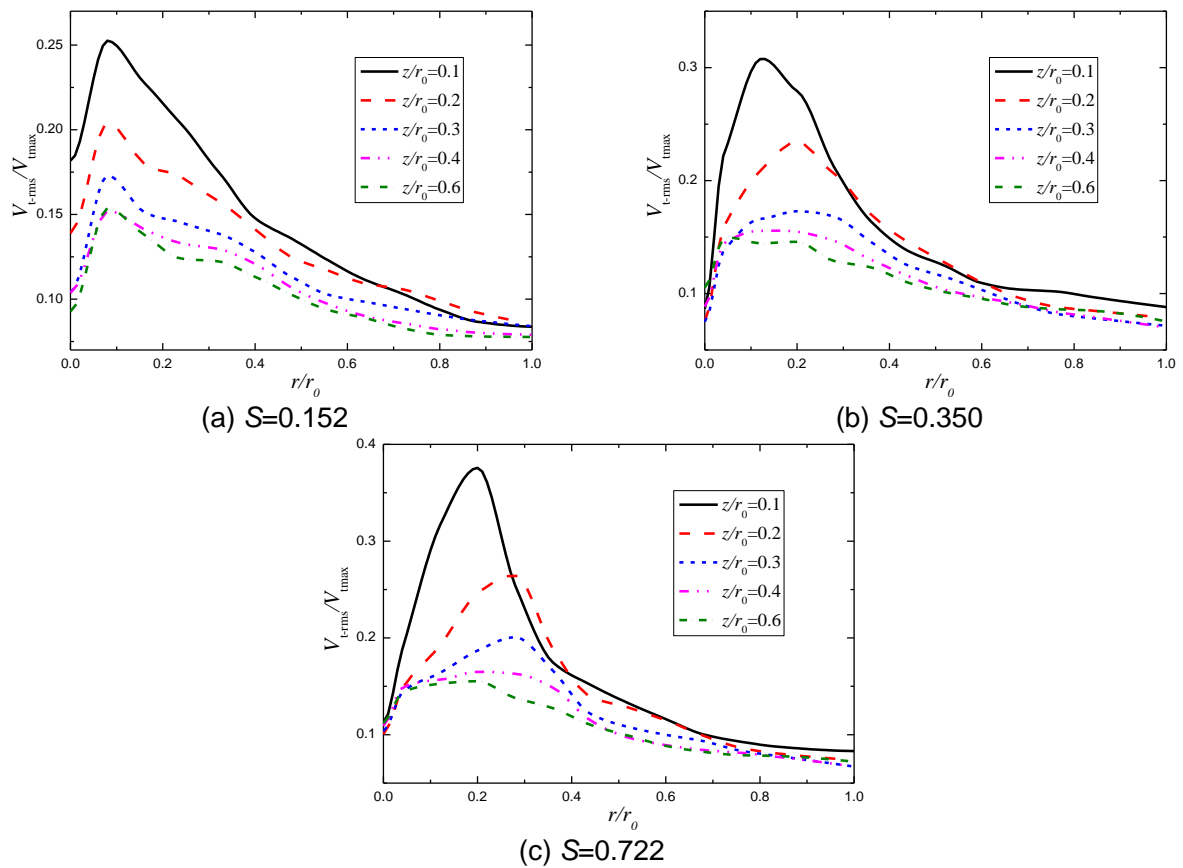 0.25
0.20
0.15
0.10
V_t-rms/V_tmax
z/r_0=0.1
z/r_0=0.2
z/r_0=0.3
z/r_0=0.4
z/r_0=0.6
0.0 0.2 0.4 0.6 0.8 1.0
r/r_0
(a) S=0.152
0.3
0.2
0.1
V_t-rms/V_tmax
z/r_0=0.1
z/r_0=0.2
z/r_0=0.3
z/r_0=0.4
z/r_0=0.6
0.0 0.2 0.4 0.6 0.8 1.0
r/r_0
(b) S=0.350
0.4
0.3
0.2
0.1
V_t-rms/V_tmax
z/r_0=0.1
z/r_0=0.2
z/r_0=0.3
z/r_0=0.4
z/r_0=0.6
0.0 0.2 0.4 0.6 0.8 1.0
r/r_0
(c) S=0.722